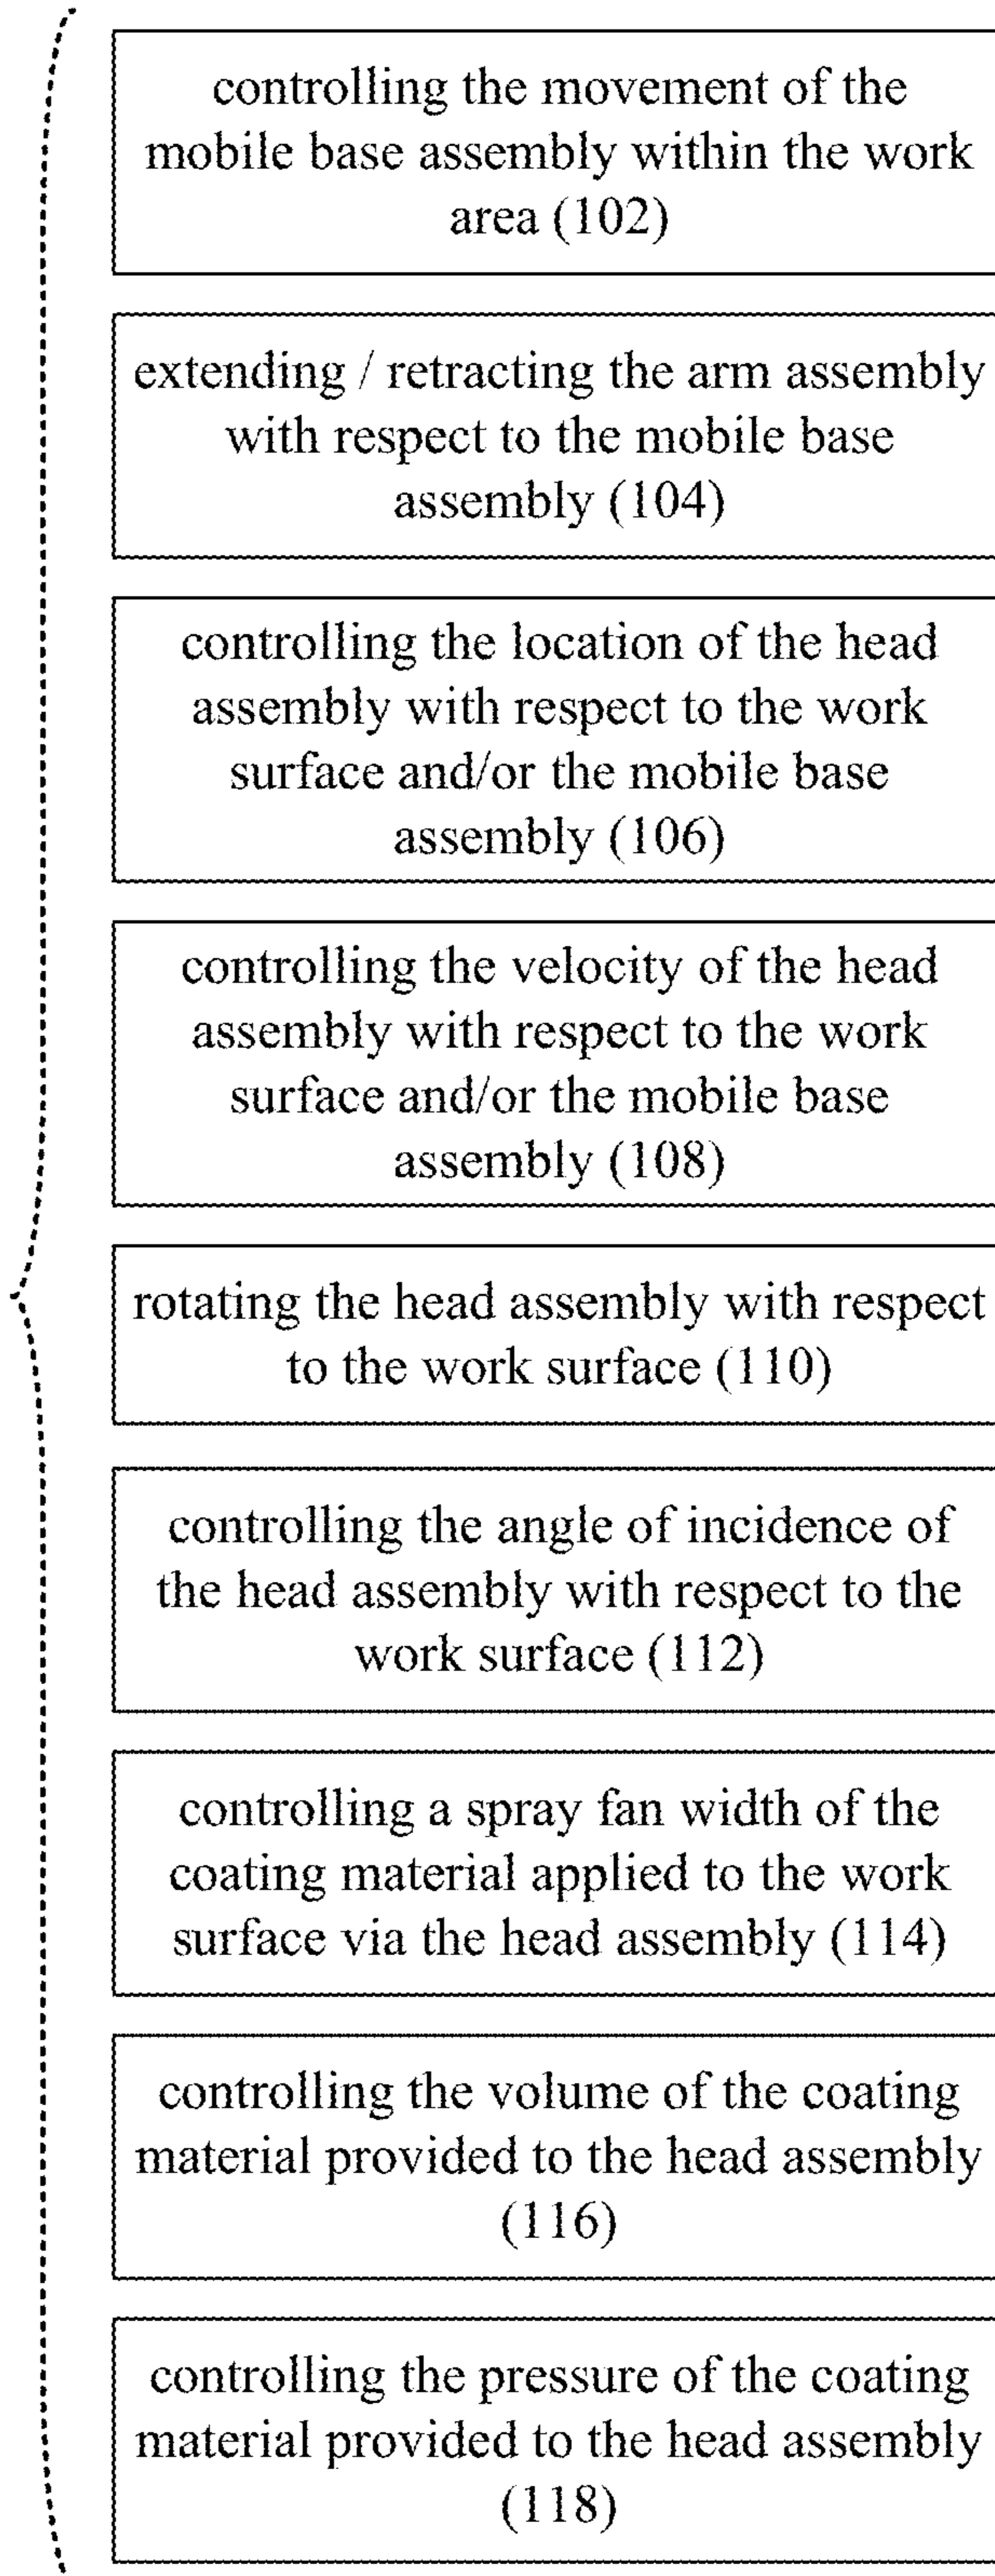 controlling the movement of the
mobile base assembly within the work
area (102)
extending / retracting the arm assembly
with respect to the mobile base
assembly (104)
controlling the location of the head
assembly with respect to the work
surface and/or the mobile base
assembly (106)
controlling the velocity of the head
assembly with respect to the work
surface and/or the mobile base
assembly (108)
rotating the head assembly with respect
to the work surface (110)
controlling the angle of incidence of
the head assembly with respect to the
work surface (112)
controlling a spray fan width of the
coating material applied to the work
surface via the head assembly (114)
controlling the volume of the coating
material provided to the head assembly
(116)
controlling the pressure of the coating
material provided to the head assembly
(118)